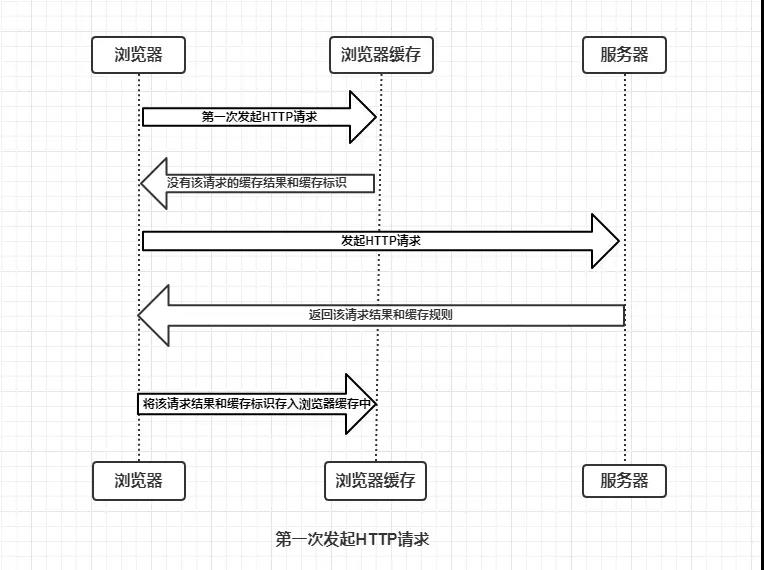 浏览器
浏览器缓存
服务器
第一次发起HTTP请求
没有该请求的缓存结果和缓存标识
发起HTTP请求
返回该请求结果和缓存规则
将该请求结果和缓存标识存入浏览器缓存中
浏览器
浏览器缓存
服务器
第一次发起HTTP请求